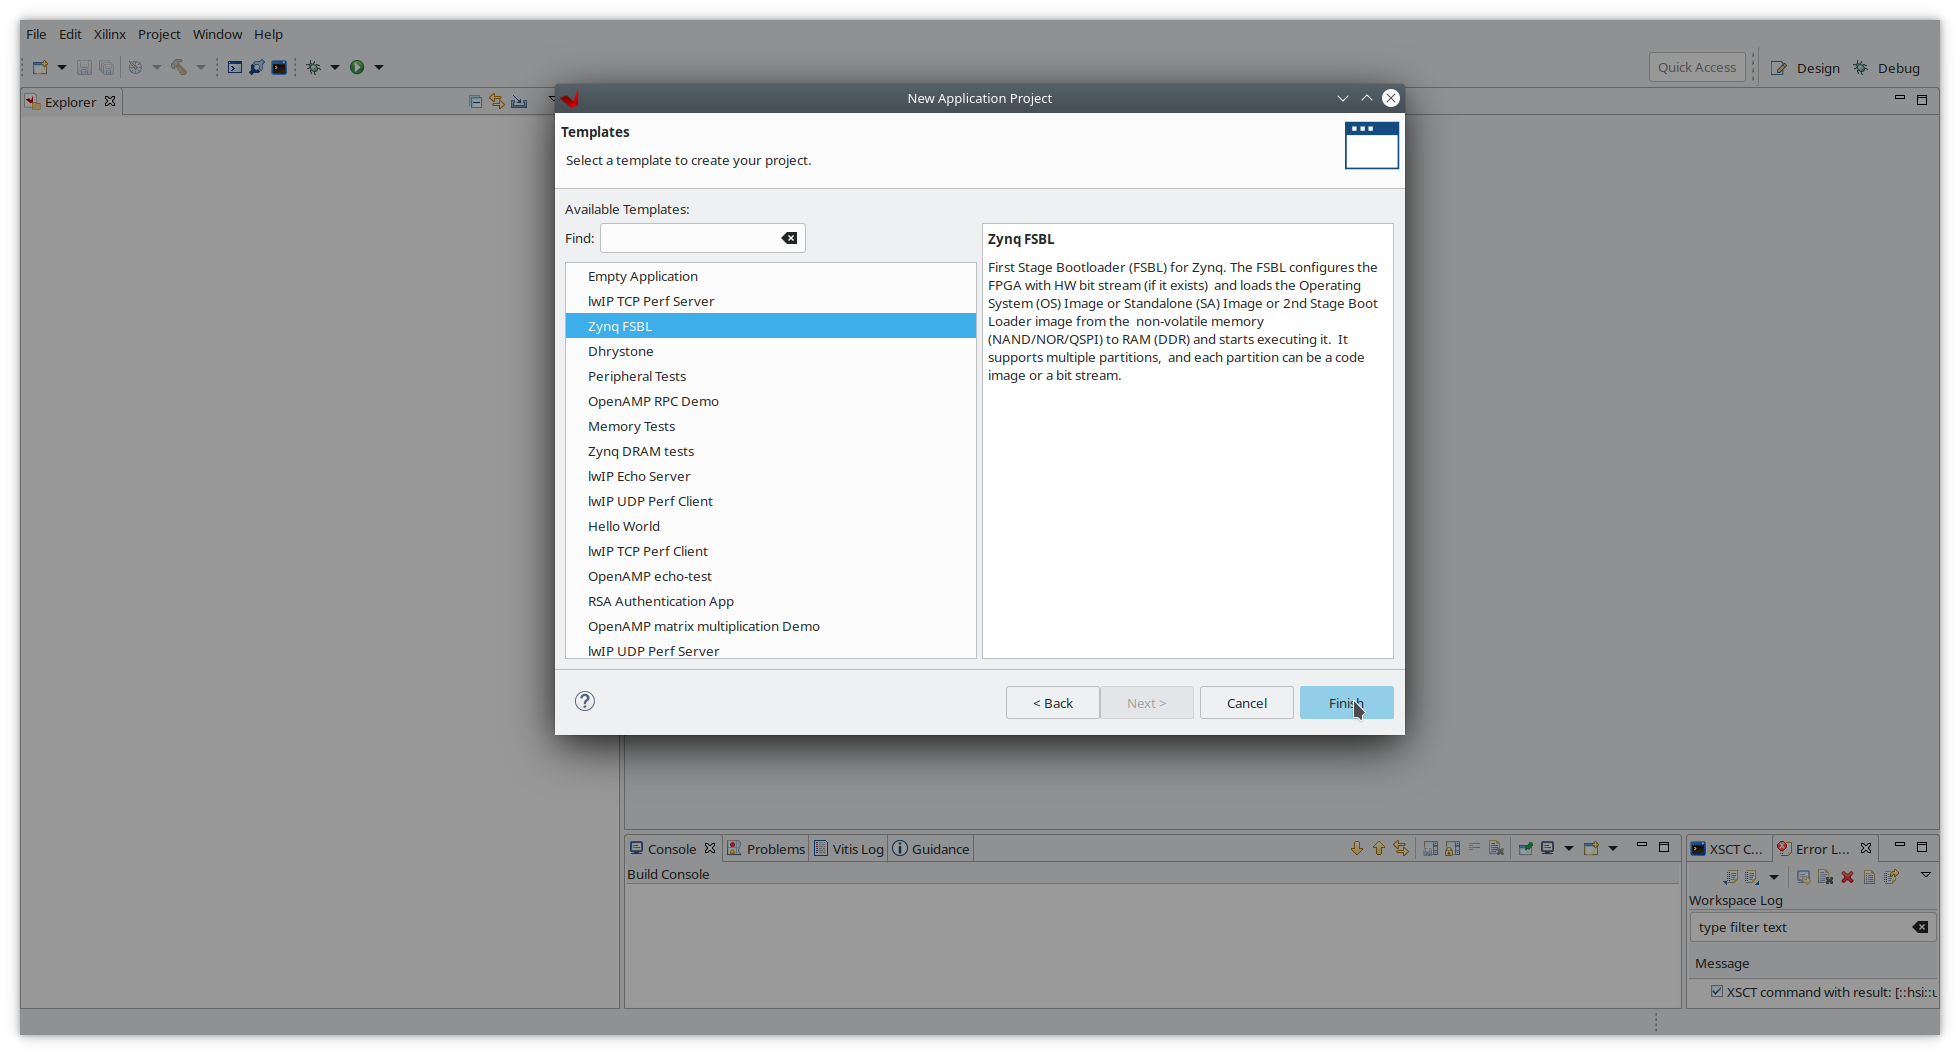 File Edit Xilinx Project Window Help
Quick Access Design Debug
Explorer
New Application Project
Templates
Select a template to create your project.
Available Templates:
Find:
Empty Application
lwIP TCP Perf Server
Zynq FSBL
Dhrystone
Peripheral Tests
OpenAMP RPC Demo
Memory Tests
Zynq DRAM tests
lwIP Echo Server
lwIP UDP Perf Client
Hello World
lwIP TCP Perf Client
OpenAMP echo-test
RSA Authentication App
OpenAMP matrix multiplication Demo
lwIP UDP Perf Server
Zynq FSBL
First Stage Bootloader (FSBL) for Zynq. The FSBL configures the
FPGA with HW bit stream (if it exists)  and loads the Operating
System (OS) Image or Standalone (SA) Image or 2nd Stage Boot
Loader image from the  non-volatile memory
(NAND/NOR/QSPI) to RAM (DDR) and starts executing it.  It
supports multiple partitions,  and each partition can be a code
image or a bit stream.
< Back Next > Cancel Finish
Console Problems Vitis Log Guidance
Build Console
XSCT C... Error L...
Workspace Log
type filter text
Message
XSCT command with result: [::hsi::u